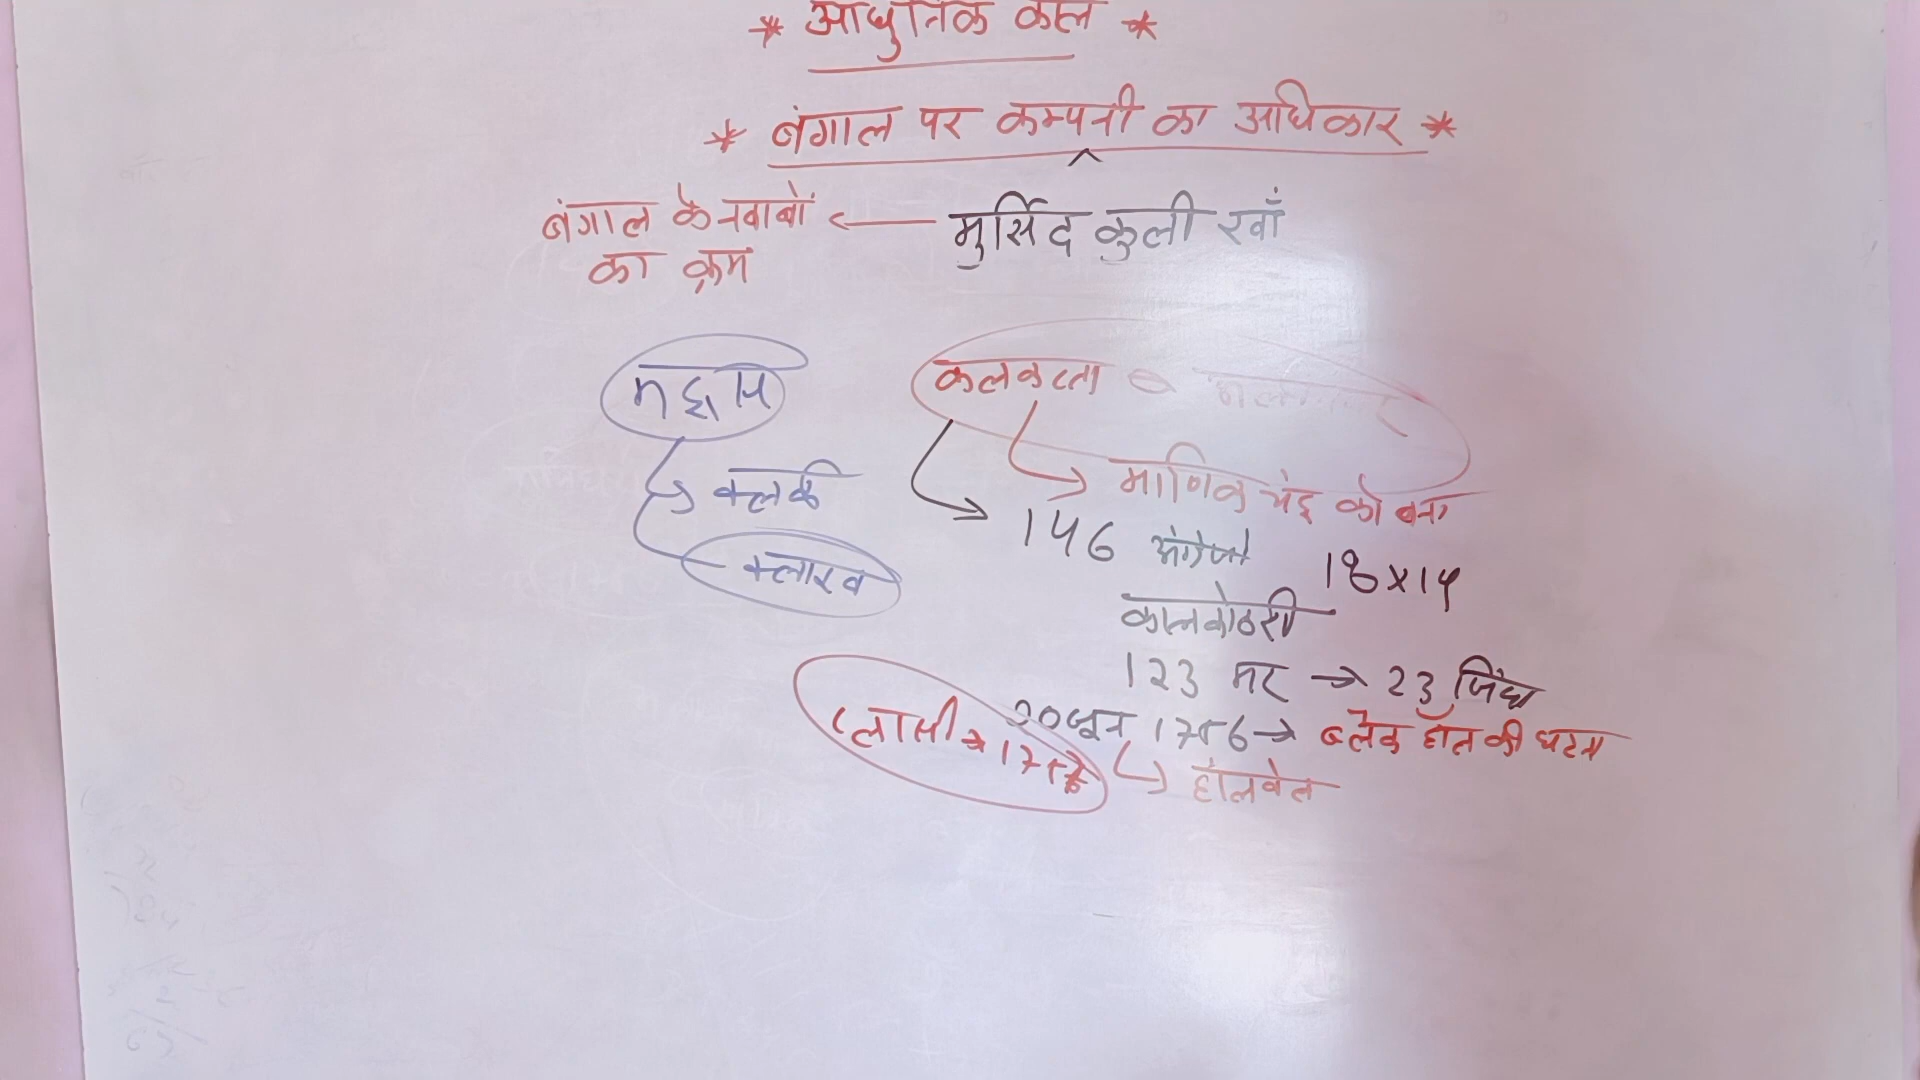 * आधुनिक काल *
* बंगाल पर कम्पनी का अधिकार *
बंगाल के नवाबों ← मुर्सिद कुली खाँ
का क्रम
मद्रास
कलकत्ता =
→ क्लर्क
→ माणिक चंद्र को बना
→ 146 अंग्रेजो
18x14
क्लाइव
कालकोठरी
123 मर → 23 जिंदा
20 जून 1756 → ब्लैक हॉल की घटना
प्लासी → 1757
→ हॉलवेल